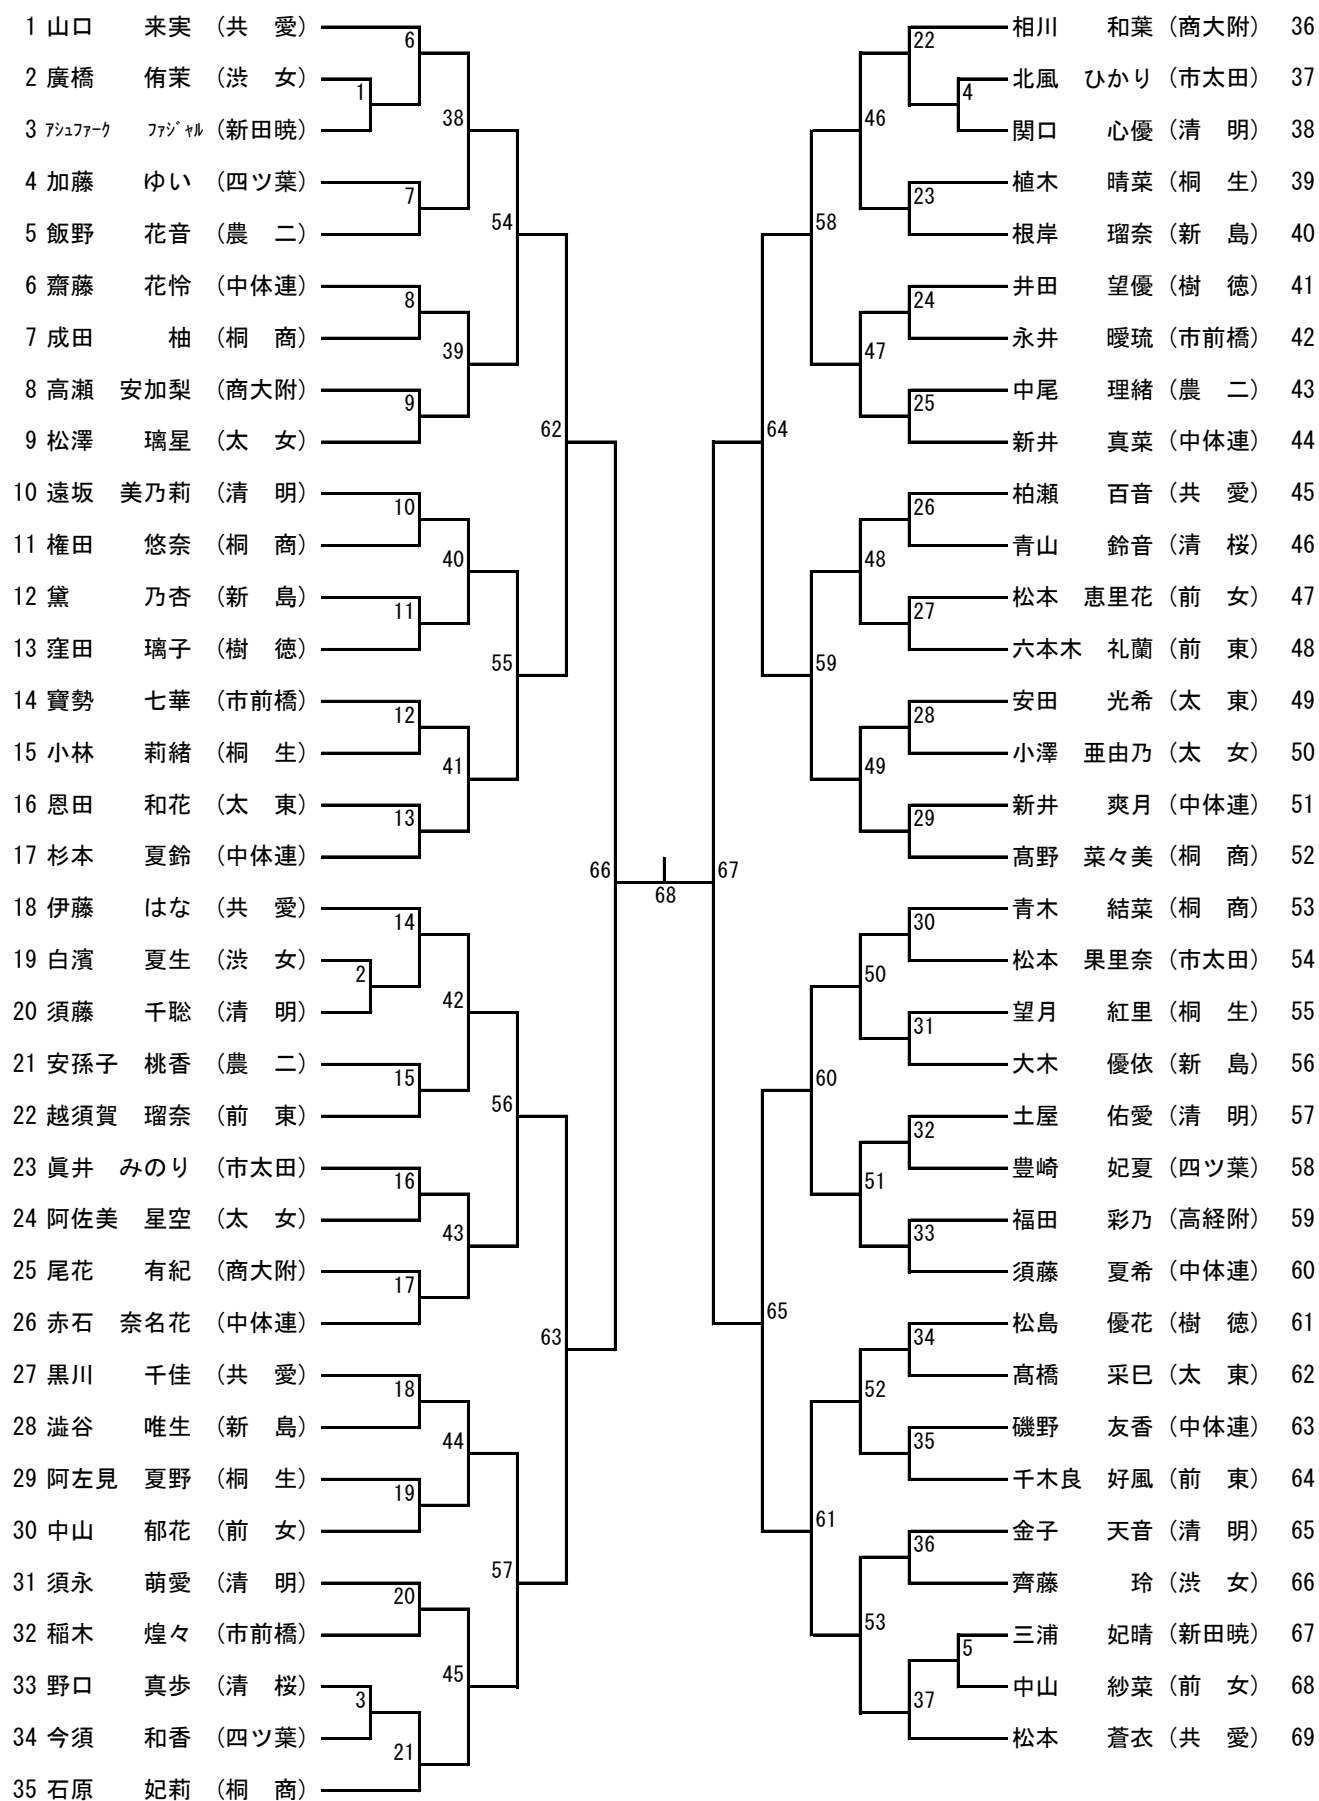 1 山口 来実 (共 愛)
2 廣橋 侑茉 (渋 女)
3 ｱｼｭﾌｧｰｸ ﾌｧｼﾞｬﾙ (新田暁)
4 加藤 ゆい (四ツ葉)
5 飯野 花音 (農 二)
6 齋藤 花怜 (中体連)
7 成田 柚 (桐 商)
8 高瀬 安加梨 (商大附)
9 松澤 璃星 (太 女)
10 遠坂 美乃莉 (清 明)
11 権田 悠奈 (桐 商)
12 黛 乃杏 (新 島)
13 窪田 璃子 (樹 徳)
14 寶勢 七華 (市前橋)
15 小林 莉緒 (桐 生)
16 恩田 和花 (太 東)
17 杉本 夏鈴 (中体連)
18 伊藤 はな (共 愛)
19 白濱 夏生 (渋 女)
20 須藤 千聡 (清 明)
21 安孫子 桃香 (農 二)
22 越須賀 瑠奈 (前 東)
23 眞井 みのり (市太田)
24 阿佐美 星空 (太 女)
25 尾花 有紀 (商大附)
26 赤石 奈名花 (中体連)
27 黒川 千佳 (共 愛)
28 澁谷 唯生 (新 島)
29 阿左見 夏野 (桐 生)
30 中山 郁花 (前 女)
31 須永 萌愛 (清 明)
32 稲木 煌々 (市前橋)
33 野口 真歩 (清 桜)
34 今須 和香 (四ツ葉)
35 石原 妃莉 (桐 商)
6
1
7
8
9
10
11
12
13
14
2
15
16
17
18
19
20
3
21
38
39
40
41
42
43
44
45
54
55
56
57
62
63
66
68
67
64
65
58
59
60
61
46
47
48
49
50
51
52
53
22
4
23
24
25
26
27
28
29
30
31
32
33
34
35
36
5
37
相川 和葉 (商大附) 36
北風 ひかり (市太田) 37
関口 心優 (清 明) 38
植木 晴菜 (桐 生) 39
根岸 瑠奈 (新 島) 40
井田 望優 (樹 徳) 41
永井 曖琉 (市前橋) 42
中尾 理緒 (農 二) 43
新井 真菜 (中体連) 44
柏瀬 百音 (共 愛) 45
青山 鈴音 (清 桜) 46
松本 恵里花 (前 女) 47
六本木 礼蘭 (前 東) 48
安田 光希 (太 東) 49
小澤 亜由乃 (太 女) 50
新井 爽月 (中体連) 51
髙野 菜々美 (桐 商) 52
青木 結菜 (桐 商) 53
松本 果里奈 (市太田) 54
望月 紅里 (桐 生) 55
大木 優依 (新 島) 56
土屋 佑愛 (清 明) 57
豊崎 妃夏 (四ツ葉) 58
福田 彩乃 (高経附) 59
須藤 夏希 (中体連) 60
松島 優花 (樹 徳) 61
髙橋 采巳 (太 東) 62
磯野 友香 (中体連) 63
千木良 好風 (前 東) 64
金子 天音 (清 明) 65
齊藤 玲 (渋 女) 66
三浦 妃晴 (新田暁) 67
中山 紗菜 (前 女) 68
松本 蒼衣 (共 愛) 69